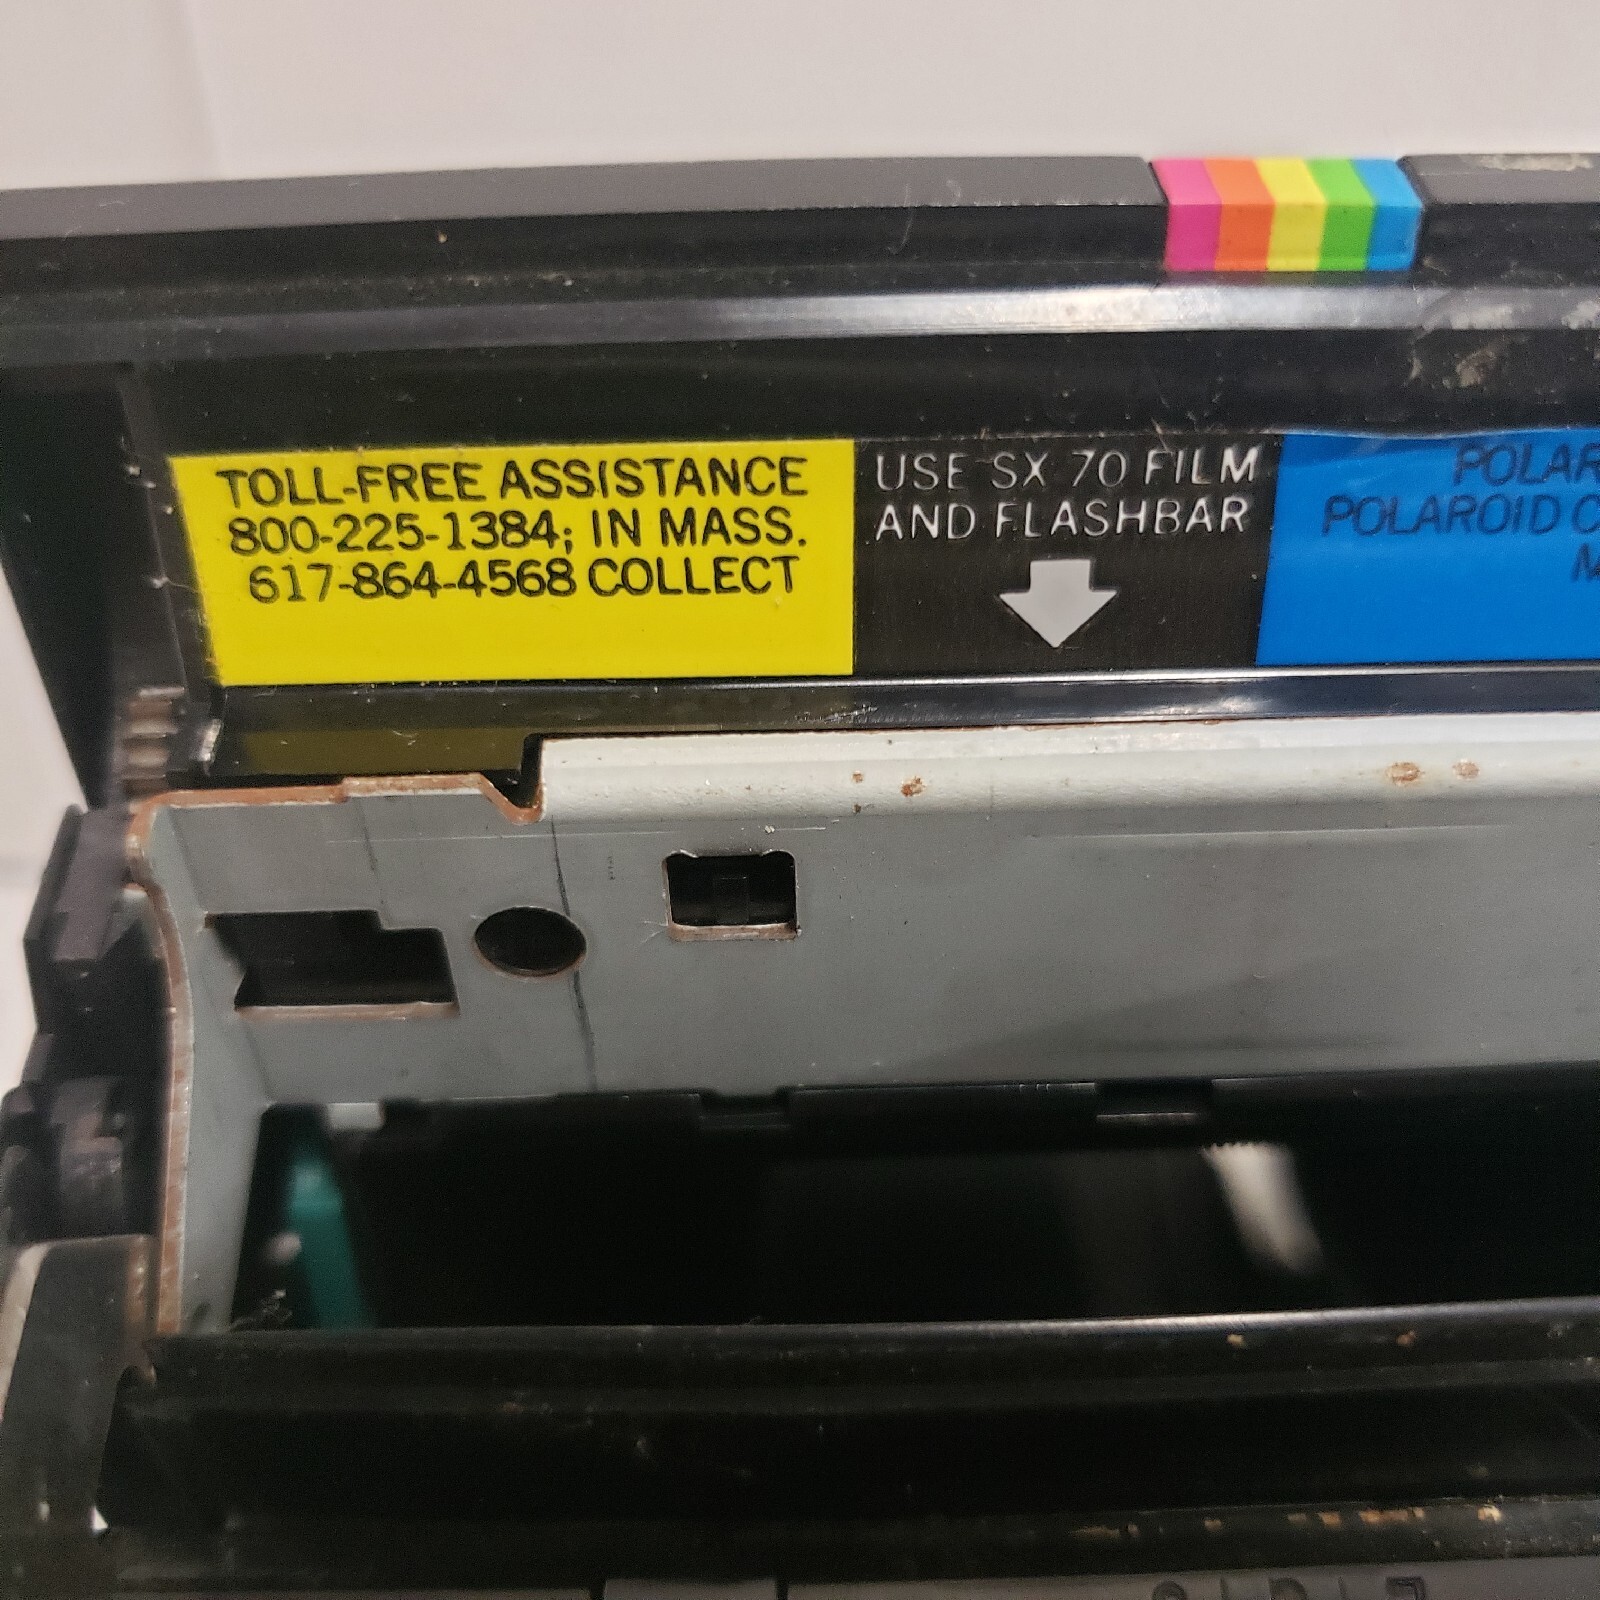 TOLL-FREE ASSISTANCE
800-225-1384; IN MASS.
617-864-4568 COLLECT
USE SX 70 FILM
AND FLASHBAR
POLAR
POLAROID C